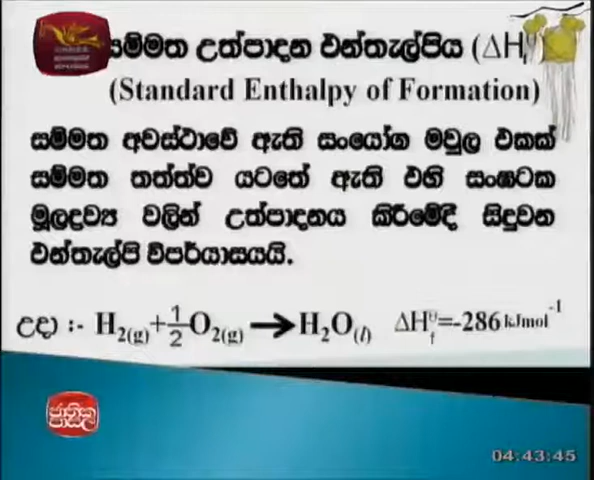 සම්මත උත්පාදන එන්තැල්පිය (ΔH
(Standard Enthalpy of Formation)
සම්මත අවස්ථාවේ ඇති සංයෝග මවුල එකක්
සම්මත තත්ත්ව යටතේ ඇති එහි සංඝටක
මූලද්‍රව්‍ය වලින් උත්පාදනය කිරීමේදී සිදුවන
එන්තැල්පි විපර්යාසයයි.
උදා :- H₂(g)+½O₂(g) → H₂O(l) ΔH°f=-286 kJmol⁻¹
ජාතික
පාසල
04:43:45